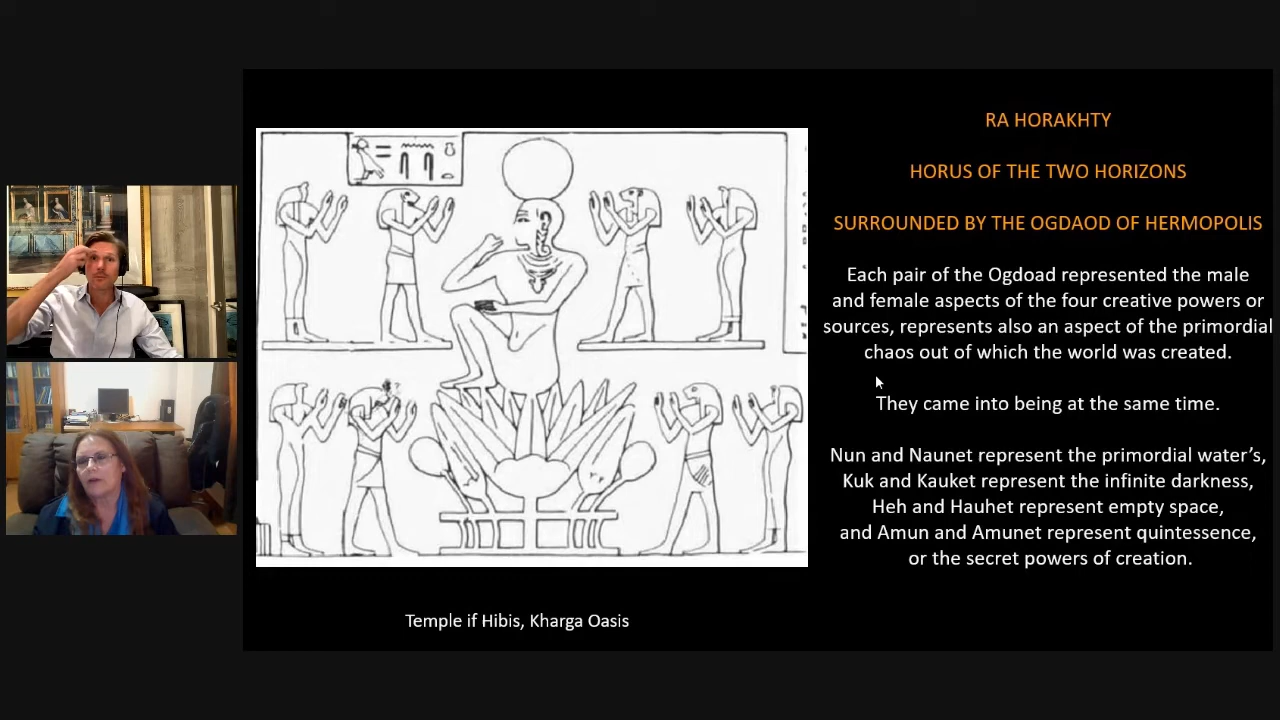 RA HORAKHTY
HORUS OF THE TWO HORIZONS
SURROUNDED BY THE OGDAOD OF HERMOPOLIS
Each pair of the Ogdoad represented the male
and female aspects of the four creative powers or
sources, represents also an aspect of the primordial
chaos out of which the world was created.
They came into being at the same time.
Nun and Naunet represent the primordial water's,
Kuk and Kauket represent the infinite darkness,
Heh and Hauhet represent empty space,
and Amun and Amunet represent quintessence,
or the secret powers of creation.
Temple if Hibis, Kharga Oasis